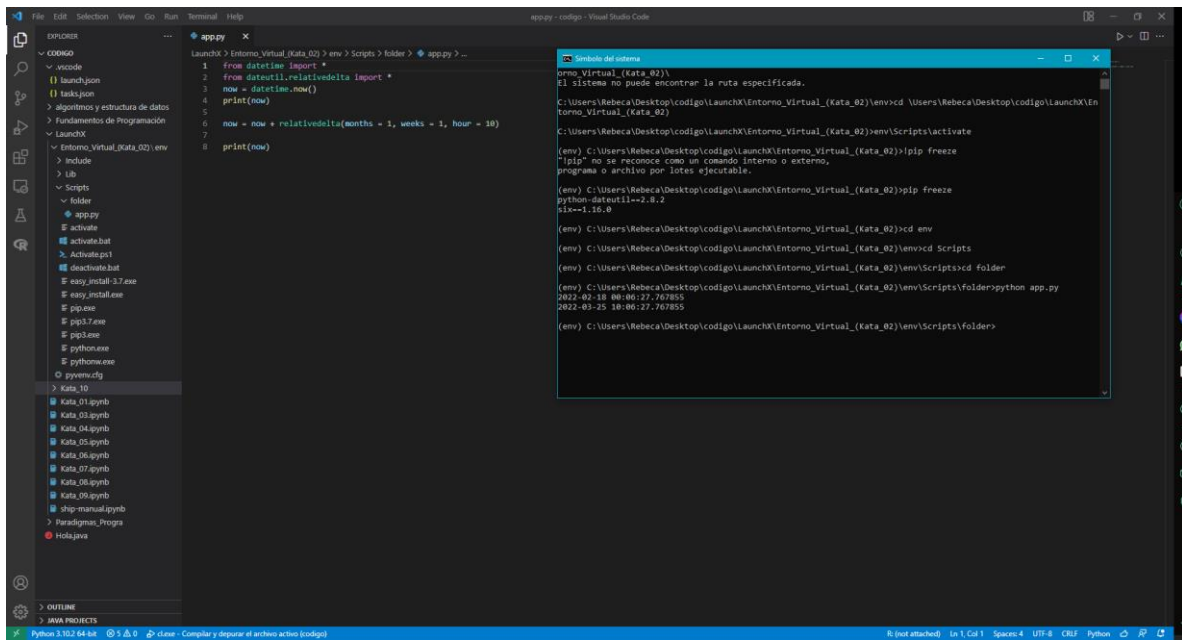 File Edit Selection View Go Run Terminal Help
app.py - codigo - Visual Studio Code
EXPLORER
CODIGO
.vscode
launch.json
tasks.json
algoritmos y estructura de datos
Fundamentos de Programación
LaunchX
Entorno_Virtual_(Kata_02) \ env
Include
Lib
Scripts
folder
app.py
activate
activate.bat
Activate.ps1
deactivate.bat
easy_install-3.7.exe
easy_install.exe
pip.exe
pip3.7.exe
pip3.exe
python.exe
pythonw.exe
pyvenv.cfg
Kata_10
Kata_01.ipynb
Kata_03.ipynb
Kata_04.ipynb
Kata_05.ipynb
Kata_06.ipynb
Kata_07.ipynb
Kata_08.ipynb
Kata_09.ipynb
ship-manual.ipynb
Paradigmas_Progra
Hola.java
OUTLINE
JAVA PROJECTS
app.py
LaunchX > Entorno_Virtual_(Kata_02) > env > Scripts > folder > app.py > ...
1 from datetime import *
2 from dateutil.relativedelta import *
3 now = datetime.now()
4 print(now)
5
6 now = now + relativedelta(months = 1, weeks = 1, hour = 10)
7
8 print(now)
Símbolo del sistema
orno_Virtual_(Kata_02)\
El sistema no puede encontrar la ruta especificada.
C:\Users\Rebeca\Desktop\codigo\LaunchX\Entorno_Virtual_(Kata_02)\env>cd \Users\Rebeca\Desktop\codigo\LaunchX\En
torno_Virtual_(Kata_02)
C:\Users\Rebeca\Desktop\codigo\LaunchX\Entorno_Virtual_(Kata_02)>env\Scripts\activate
(env) C:\Users\Rebeca\Desktop\codigo\LaunchX\Entorno_Virtual_(Kata_02)>!pip freeze
"!pip" no se reconoce como un comando interno o externo,
programa o archivo por lotes ejecutable.
(env) C:\Users\Rebeca\Desktop\codigo\LaunchX\Entorno_Virtual_(Kata_02)>pip freeze
python-dateutil==2.8.2
six==1.16.0
(env) C:\Users\Rebeca\Desktop\codigo\LaunchX\Entorno_Virtual_(Kata_02)>cd env
(env) C:\Users\Rebeca\Desktop\codigo\LaunchX\Entorno_Virtual_(Kata_02)\env>cd Scripts
(env) C:\Users\Rebeca\Desktop\codigo\LaunchX\Entorno_Virtual_(Kata_02)\env\Scripts>cd folder
(env) C:\Users\Rebeca\Desktop\codigo\LaunchX\Entorno_Virtual_(Kata_02)\env\Scripts\folder>python app.py
2022-02-18 00:06:27.767855
2022-03-25 10:06:27.767855
(env) C:\Users\Rebeca\Desktop\codigo\LaunchX\Entorno_Virtual_(Kata_02)\env\Scripts\folder>
Python 3.10.2 64-bit 5 0 cl.exe - Compilar y depurar el archivo activo (codigo) R: (not attached) Ln 1, Col 1 Spaces: 4 UTF-8 CRLF Python